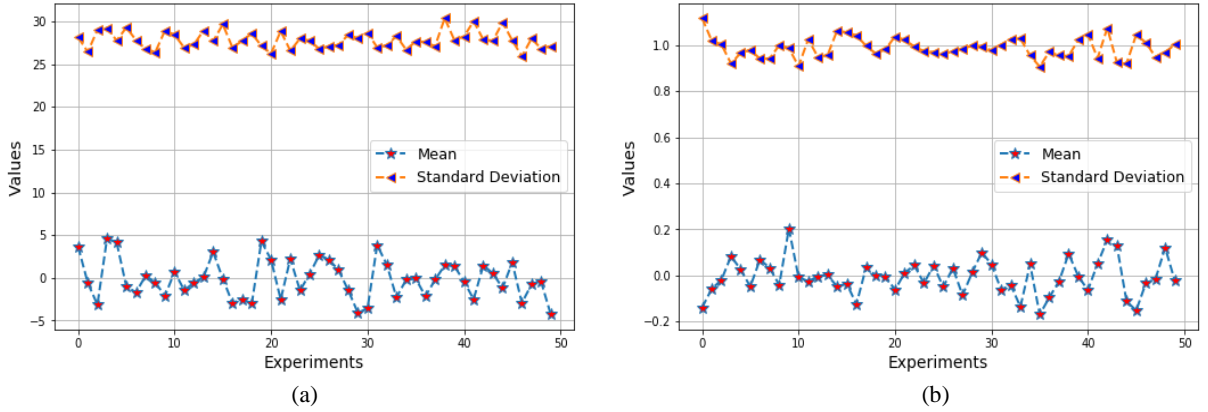 30
25
20
15
10
5
0
−5
Values
Mean
Standard Deviation
0 10 20 30 40 50
Experiments
(a)
1.0
0.8
0.6
0.4
0.2
0.0
−0.2
Values
Mean
Standard Deviation
0 10 20 30 40 50
Experiments
(b)